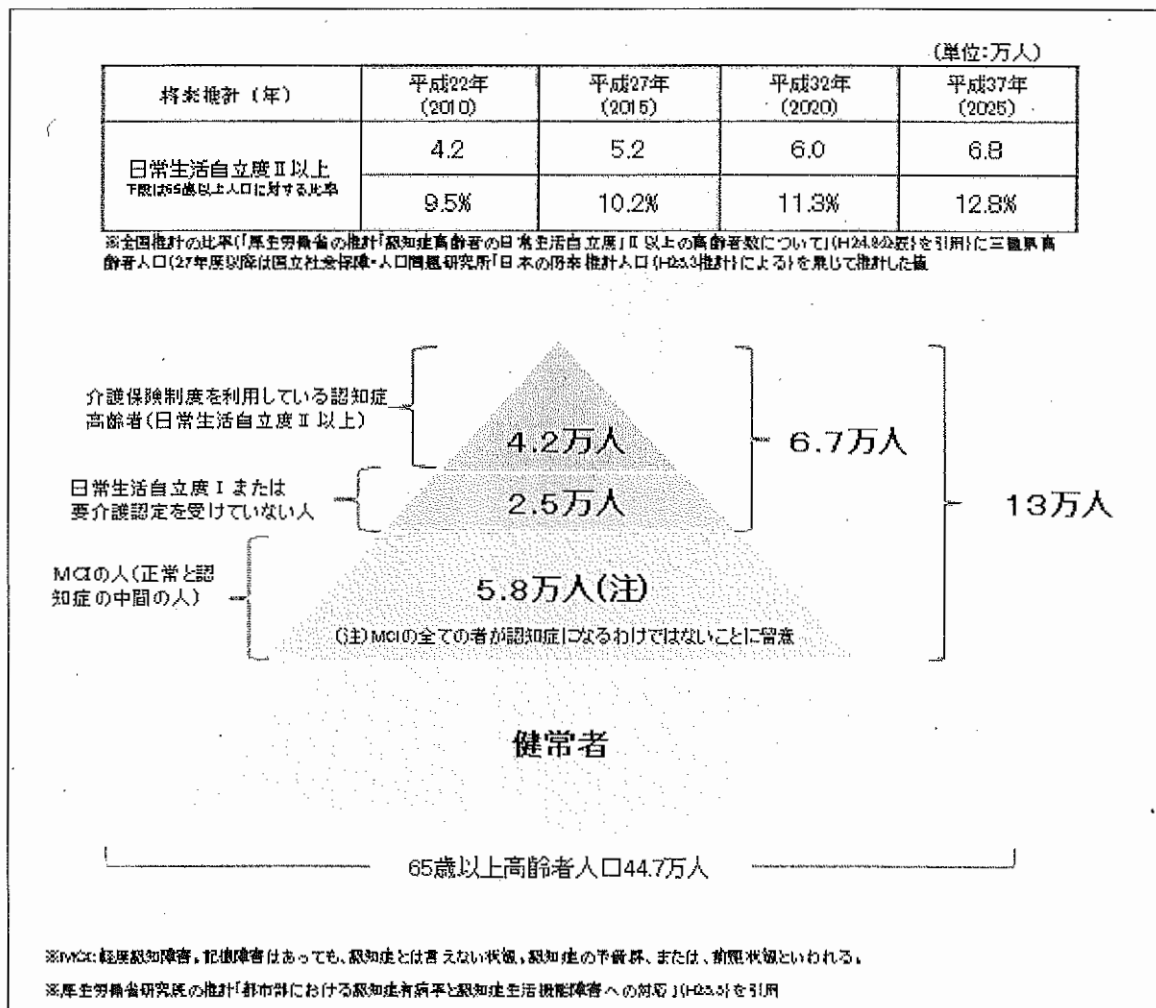 (単位:万人)
将来推計(年) 平成22年(2010) 平成27年(2015) 平成32年(2020) 平成37年(2025)
日常生活自立度Ⅱ以上 4.2 5.2 6.0 6.8
下段は65歳以上人口に対する比率 9.5% 10.2% 11.3% 12.8%
※全国推計の比率(「厚生労働省の推計「認知症高齢者の日常生活自立度」Ⅱ以上の高齢者数について」(H24.8公表)を引用)に三重県高
齢者人口(27年度以降は国立社会保障・人口問題研究所「日本の将来推計人口(H25.3推計)による)を乗じて推計した値
介護保険制度を利用している認知症
高齢者(日常生活自立度Ⅱ以上)
4.2万人
6.7万人
日常生活自立度Ⅰまたは
要介護認定を受けていない人
2.5万人
13万人
MCIの人(正常と認
知症の中間の人)
5.8万人(注)
(注)MCIの全ての者が認知症になるわけではないことに留意
健常者
65歳以上高齢者人口44.7万人
※MCI:軽度認知障害。記憶障害はあっても、認知症とは言えない状態。認知症の予備群、または、前駆状態といわれる。
※厚生労働省研究班の推計「都市部における認知症有病率と認知症生活機能障害への対応」(H25.5)を引用